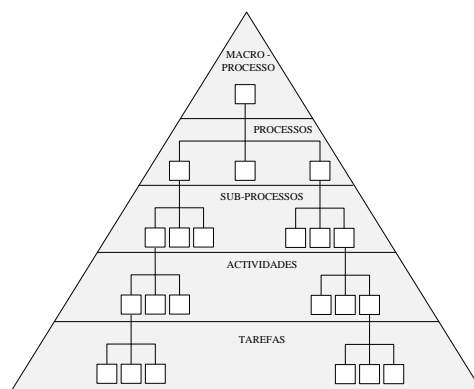 MACRO -
PROCESSO
PROCESSOS
SUB-PROCESSOS
ACTIVIDADES
TAREFAS